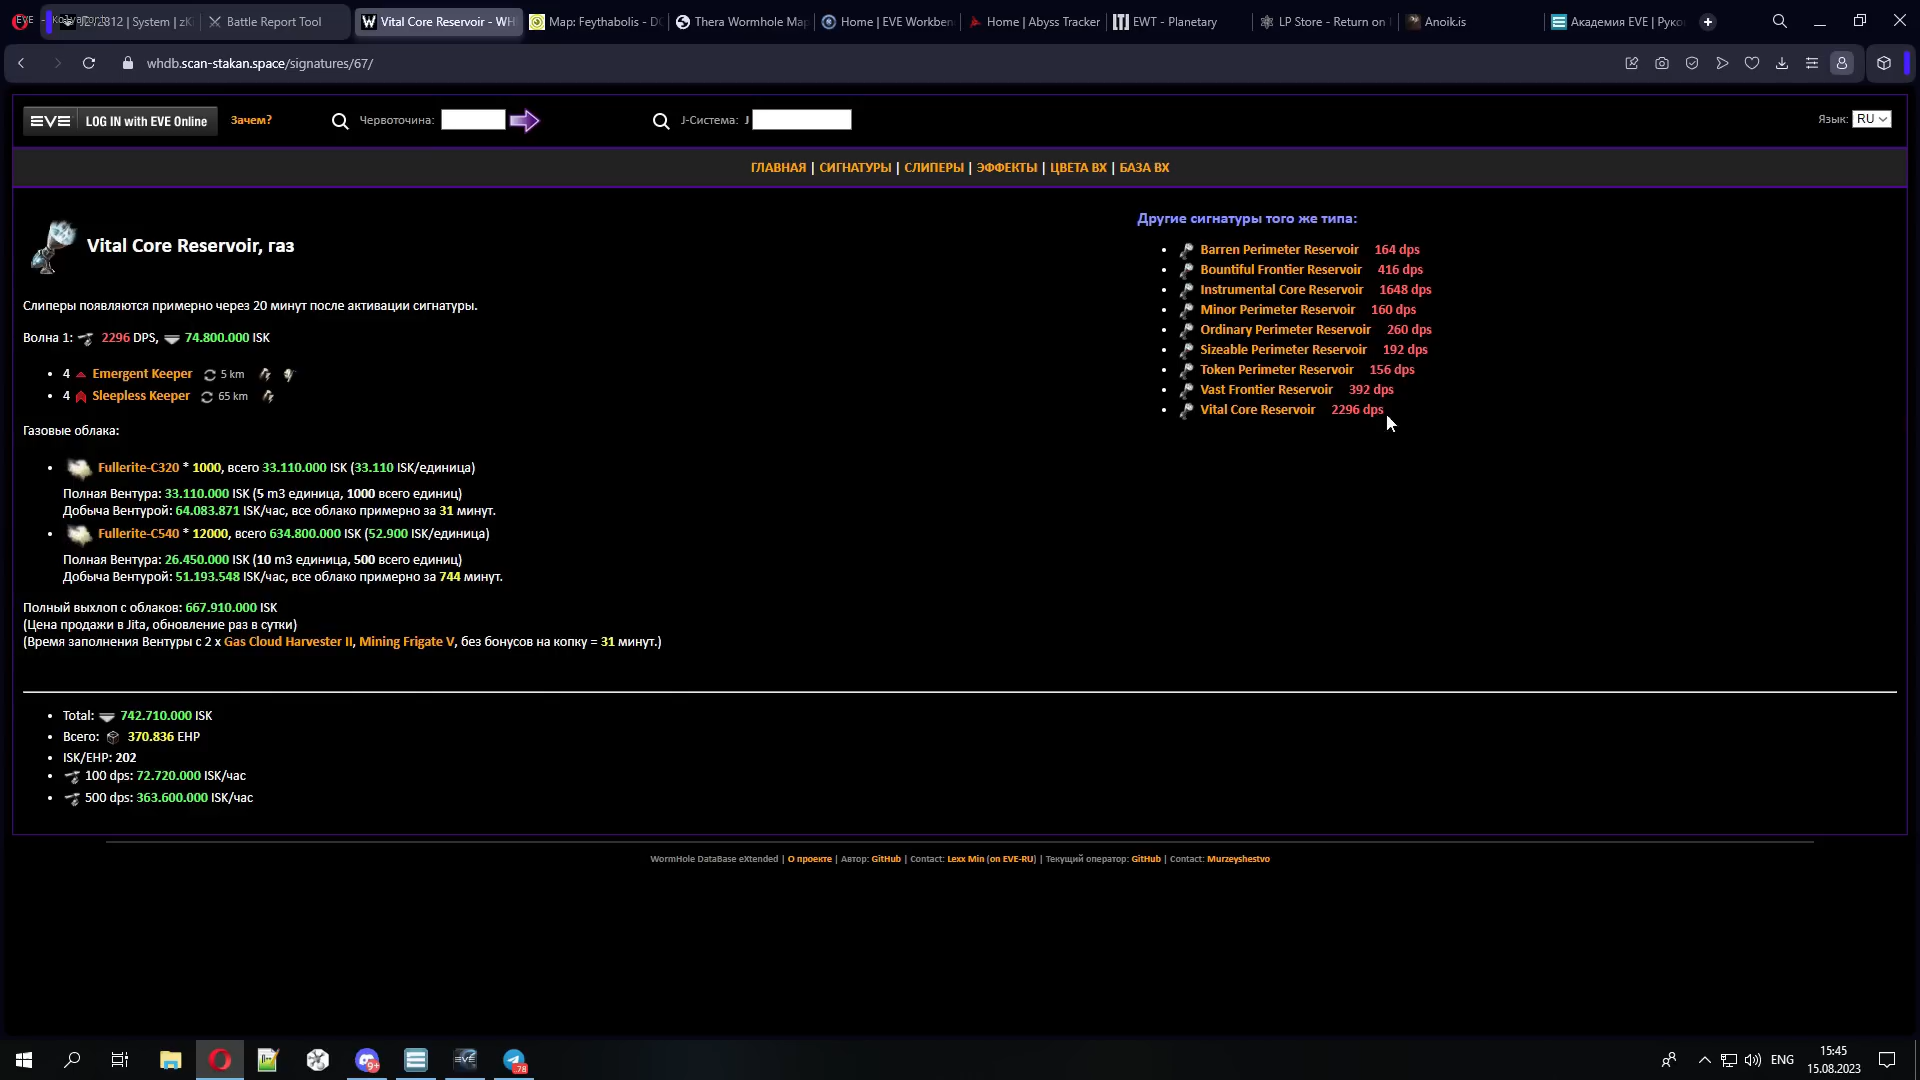 J2x2812 | System | zKi
Battle Report Tool
Vital Core Reservoir - WH
Map: Feythabolis - DO
Thera Wormhole Map
Home | EVE Workben
Home | Abyss Tracker
EWT - Planetary
LP Store - Return on I
Anoik.is
Академия EVE | Руко
whdb.scan-stakan.space/signatures/67/
EVE LOG IN with EVE Online
Зачем?
Червоточина:
J-Система: J
Язык: RU
ГЛАВНАЯ | СИГНАТУРЫ | СЛИПЕРЫ | ЭФФЕКТЫ | ЦВЕТА ВХ | БАЗА ВХ
Vital Core Reservoir, газ
Слиперы появляются примерно через 20 минут после активации сигнатуры.
Волна 1: 2296 DPS, 74.800.000 ISK
4 Emergent Keeper 5 km
4 Sleepless Keeper 65 km
Газовые облака:
Fullerite-C320 * 1000, всего 33.110.000 ISK (33.110 ISK/единица)
Полная Вентура: 33.110.000 ISK (5 m3 единица, 1000 всего единиц)
Добыча Вентурой: 64.083.871 ISK/час, все облако примерно за 31 минут.
Fullerite-C540 * 12000, всего 634.800.000 ISK (52.900 ISK/единица)
Полная Вентура: 26.450.000 ISK (10 m3 единица, 500 всего единиц)
Добыча Вентурой: 51.193.548 ISK/час, все облако примерно за 744 минут.
Полный выхлоп с облаков: 667.910.000 ISK
(Цена продажи в Jita, обновление раз в сутки)
(Время заполнения Вентуры с 2 x Gas Cloud Harvester II, Mining Frigate V, без бонусов на копку = 31 минут.)
Total: 742.710.000 ISK
Всего: 370.836 EHP
ISK/EHP: 202
100 dps: 72.720.000 ISK/час
500 dps: 363.600.000 ISK/час
Другие сигнатуры того же типа:
Barren Perimeter Reservoir 164 dps
Bountiful Frontier Reservoir 416 dps
Instrumental Core Reservoir 1648 dps
Minor Perimeter Reservoir 160 dps
Ordinary Perimeter Reservoir 260 dps
Sizeable Perimeter Reservoir 192 dps
Token Perimeter Reservoir 156 dps
Vast Frontier Reservoir 392 dps
Vital Core Reservoir 2296 dps
WormHole DataBase eXtended | О проекте | Автор: GitHub | Contact: Lexx Min (on EVE-RU) | Текущий оператор: GitHub | Contact: Murzeyshestvo
9+
EVE
78
ENG
15:45
15.08.2023